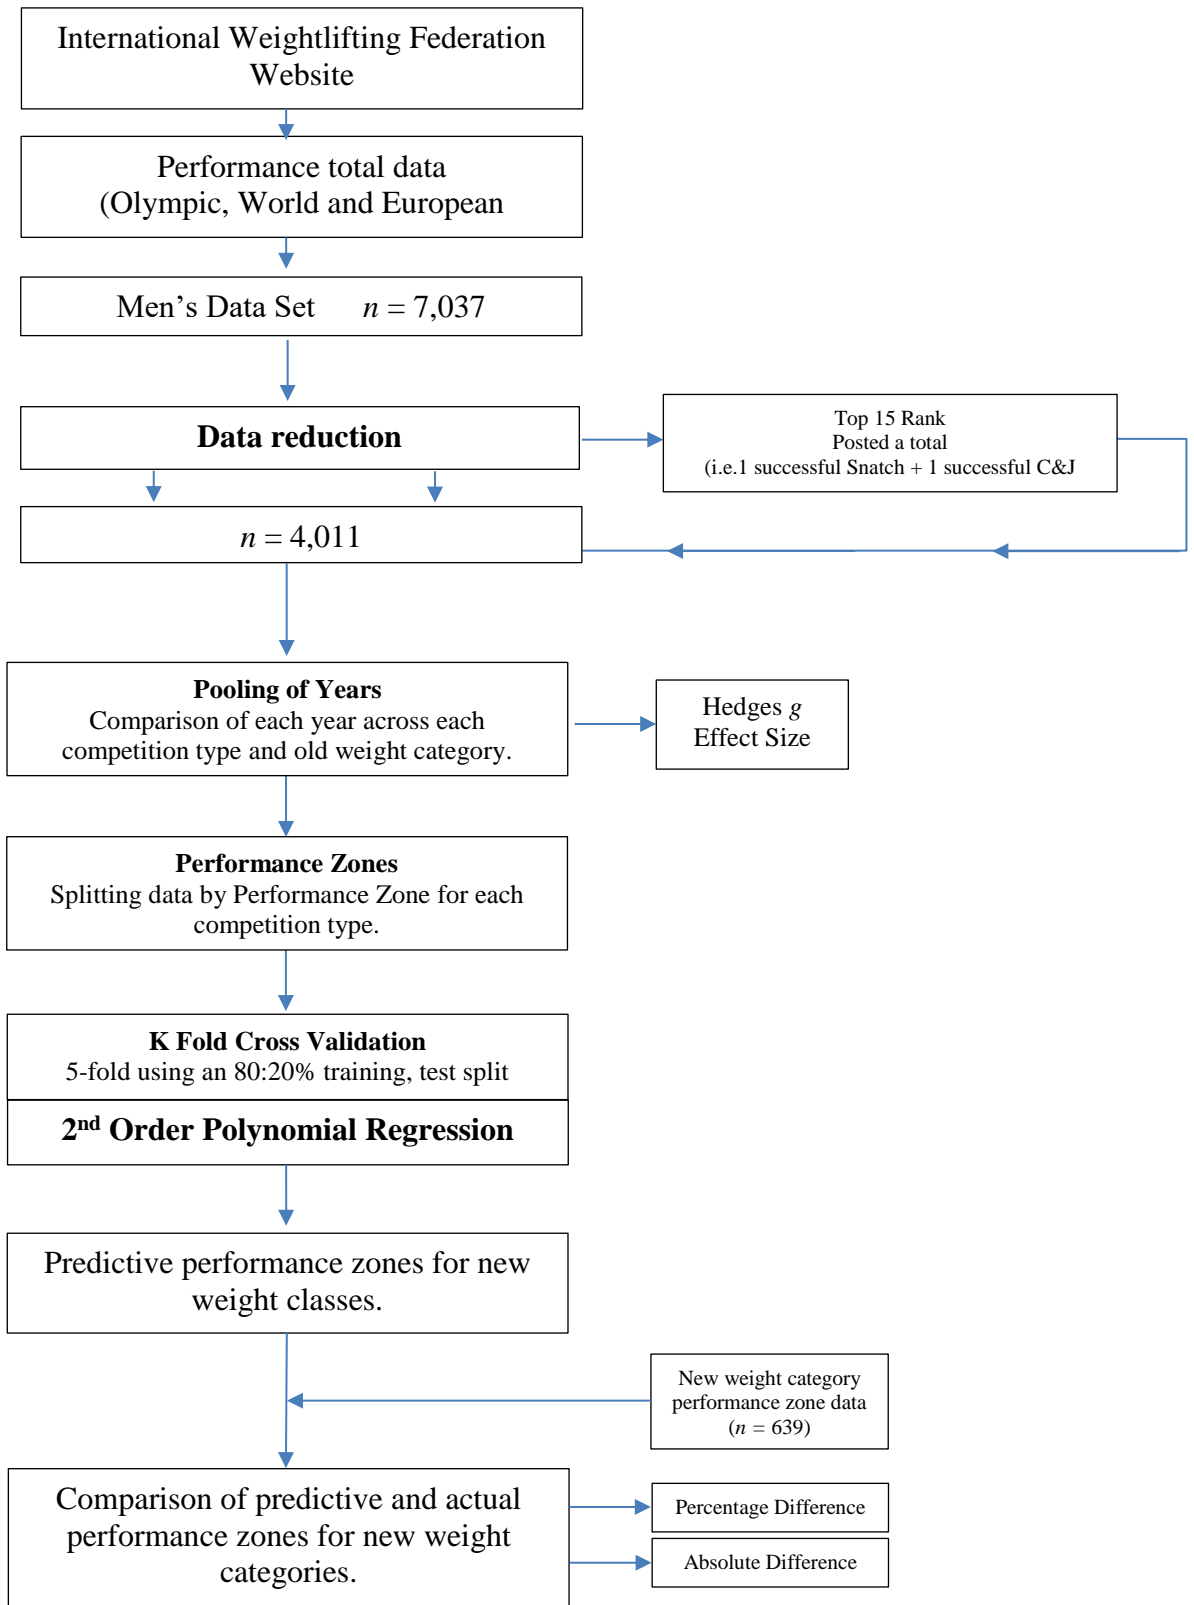 International Weightlifting Federation
Website
Performance total data
(Olympic, World and European
Men’s Data Set n = 7,037
Data reduction
Top 15 Rank
Posted a total
(i.e.1 successful Snatch + 1 successful C&J
n = 4,011
Pooling of Years
Comparison of each year across each
competition type and old weight category.
Hedges g
Effect Size
Performance Zones
Splitting data by Performance Zone for each
competition type.
K Fold Cross Validation
5-fold using an 80:20% training, test split
2nd Order Polynomial Regression
Predictive performance zones for new
weight classes.
New weight category
performance zone data
(n = 639)
Comparison of predictive and actual
performance zones for new weight
categories.
Percentage Difference
Absolute Difference